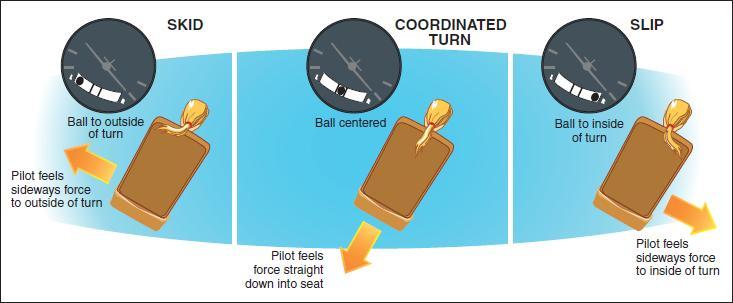 SKID
Ball to outside
of turn
Pilot feels
sideways force
to outside of turn
COORDINATED
TURN
Ball centered
Pilot feels
force straight
down into seat
SLIP
Ball to inside
of turn
Pilot feels
sideways force
to inside of turn